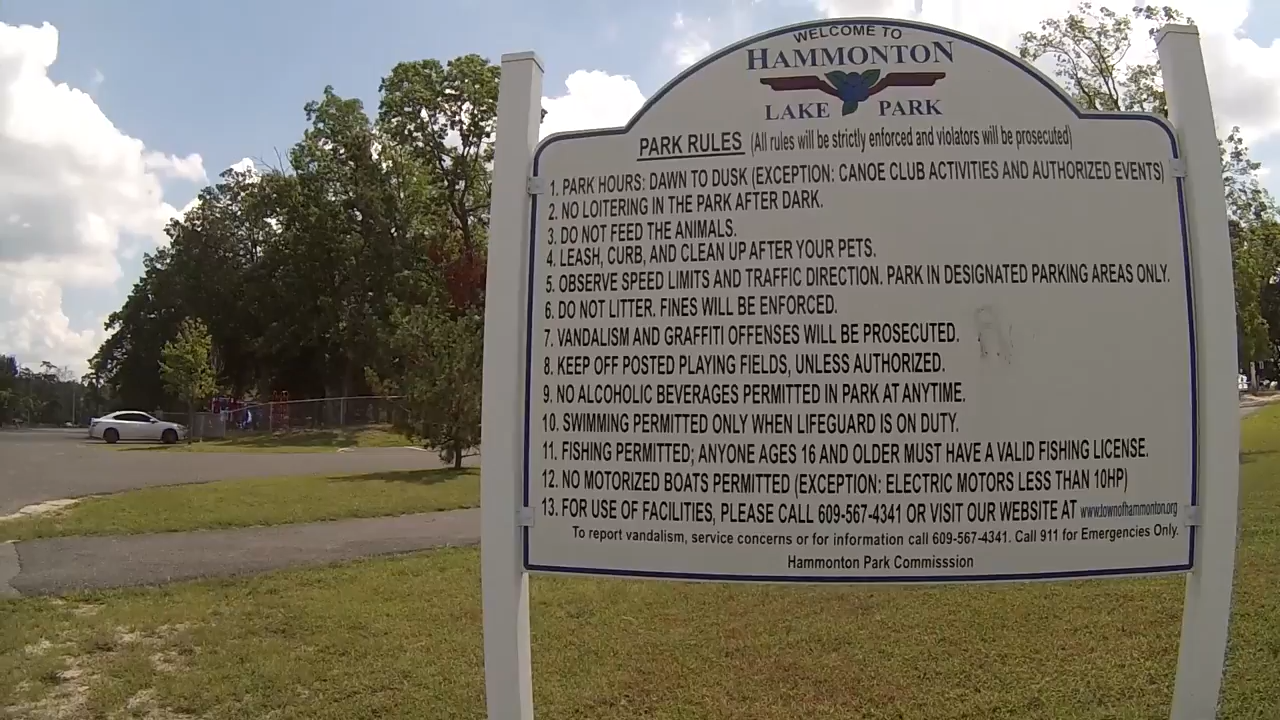 WELCOME TO
HAMMONTON
LAKE PARK
PARK RULES (All rules will be strictly enforced and violators will be prosecuted)
1. PARK HOURS: DAWN TO DUSK (EXCEPTION: CANOE CLUB ACTIVITIES AND AUTHORIZED EVENTS)
2. NO LOITERING IN THE PARK AFTER DARK.
3. DO NOT FEED THE ANIMALS.
4. LEASH, CURB, AND CLEAN UP AFTER YOUR PETS.
5. OBSERVE SPEED LIMITS AND TRAFFIC DIRECTION. PARK IN DESIGNATED PARKING AREAS ONLY.
6. DO NOT LITTER. FINES WILL BE ENFORCED.
7. VANDALISM AND GRAFFITI OFFENSES WILL BE PROSECUTED.
8. KEEP OFF POSTED PLAYING FIELDS, UNLESS AUTHORIZED.
9. NO ALCOHOLIC BEVERAGES PERMITTED IN PARK AT ANYTIME.
10. SWIMMING PERMITTED ONLY WHEN LIFEGUARD IS ON DUTY.
11. FISHING PERMITTED; ANYONE AGES 16 AND OLDER MUST HAVE A VALID FISHING LICENSE.
12. NO MOTORIZED BOATS PERMITTED (EXCEPTION: ELECTRIC MOTORS LESS THAN 10HP)
13. FOR USE OF FACILITIES, PLEASE CALL 609-567-4341 OR VISIT OUR WEBSITE AT www.townofhammonton.org
To report vandalism, service concerns or for information call 609-567-4341. Call 911 for Emergencies Only.
Hammonton Park Commisssion